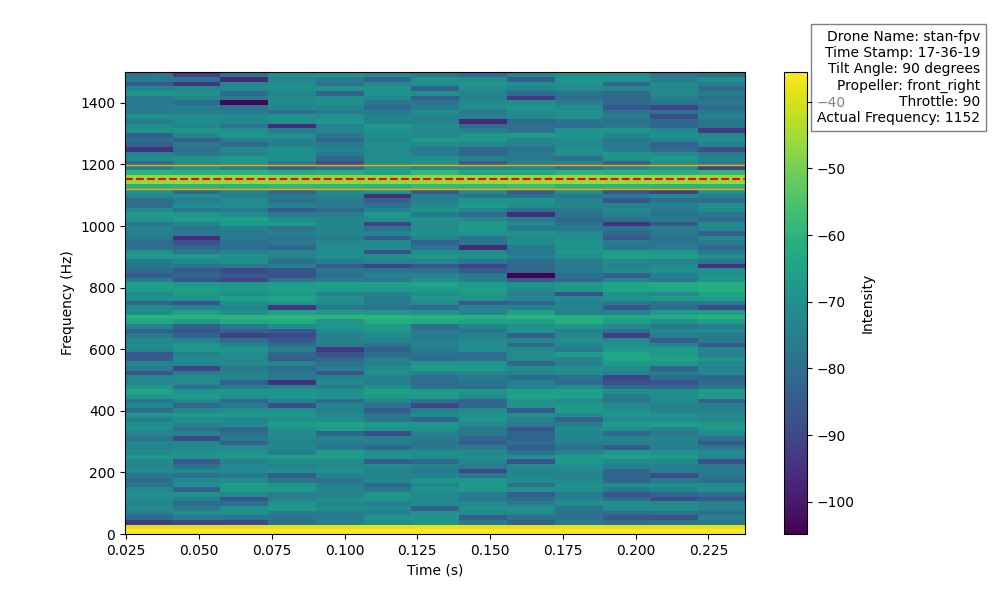 Drone Name: stan-fpv
Time Stamp: 17-36-19
Tilt Angle: 90 degrees
Propeller: front_right
Throttle: 90
Actual Frequency: 1152
1400
1200
1000
800
600
400
200
0
Frequency (Hz)
0.025 0.050 0.075 0.100 0.125 0.150 0.175 0.200 0.225
Time (s)
−40
−50
−60
−70
−80
−90
−100
Intensity